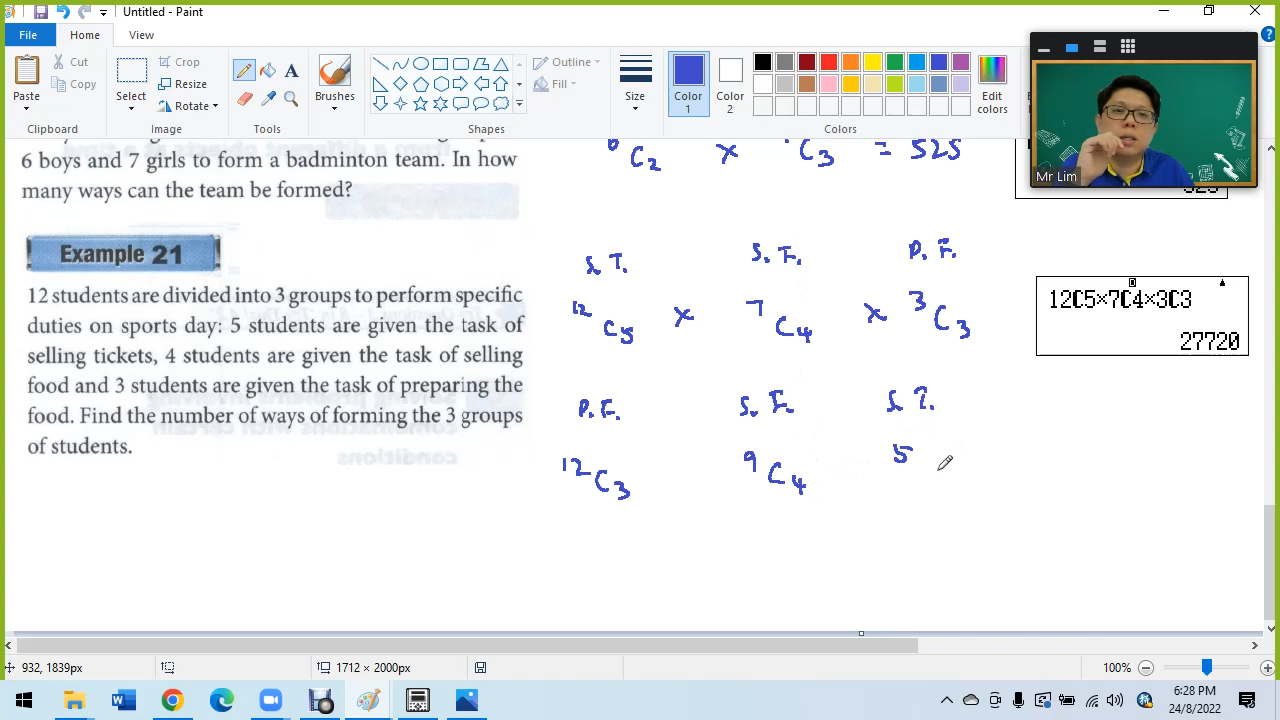 Untitled - Paint
File
Home
View
Paste
Cut
Copy
Clipboard
Select
Crop
Resize
Rotate
Image
Tools
Brushes
Shapes
Outline
Fill
Size
Color 1
Color 2
Edit colors
Colors
Mr Lim
6 boys and 7 girls to form a badminton team. In how
many ways can the team be formed?
C2 x C3 = 525
Example 21
12 students are divided into 3 groups to perform specific
duties on sports day: 5 students are given the task of
selling tickets, 4 students are given the task of selling
food and 3 students are given the task of preparing the
food. Find the number of ways of forming the 3 groups
of students.
S.T. S.F. P.F.
12C5 x 7C4 x 3C3
12C5×7C4×3C3
27720
P.F. S.F. S.T.
12C3 9C4 5
932, 1839px
1712 × 2000px
100%
6:28 PM
24/8/2022